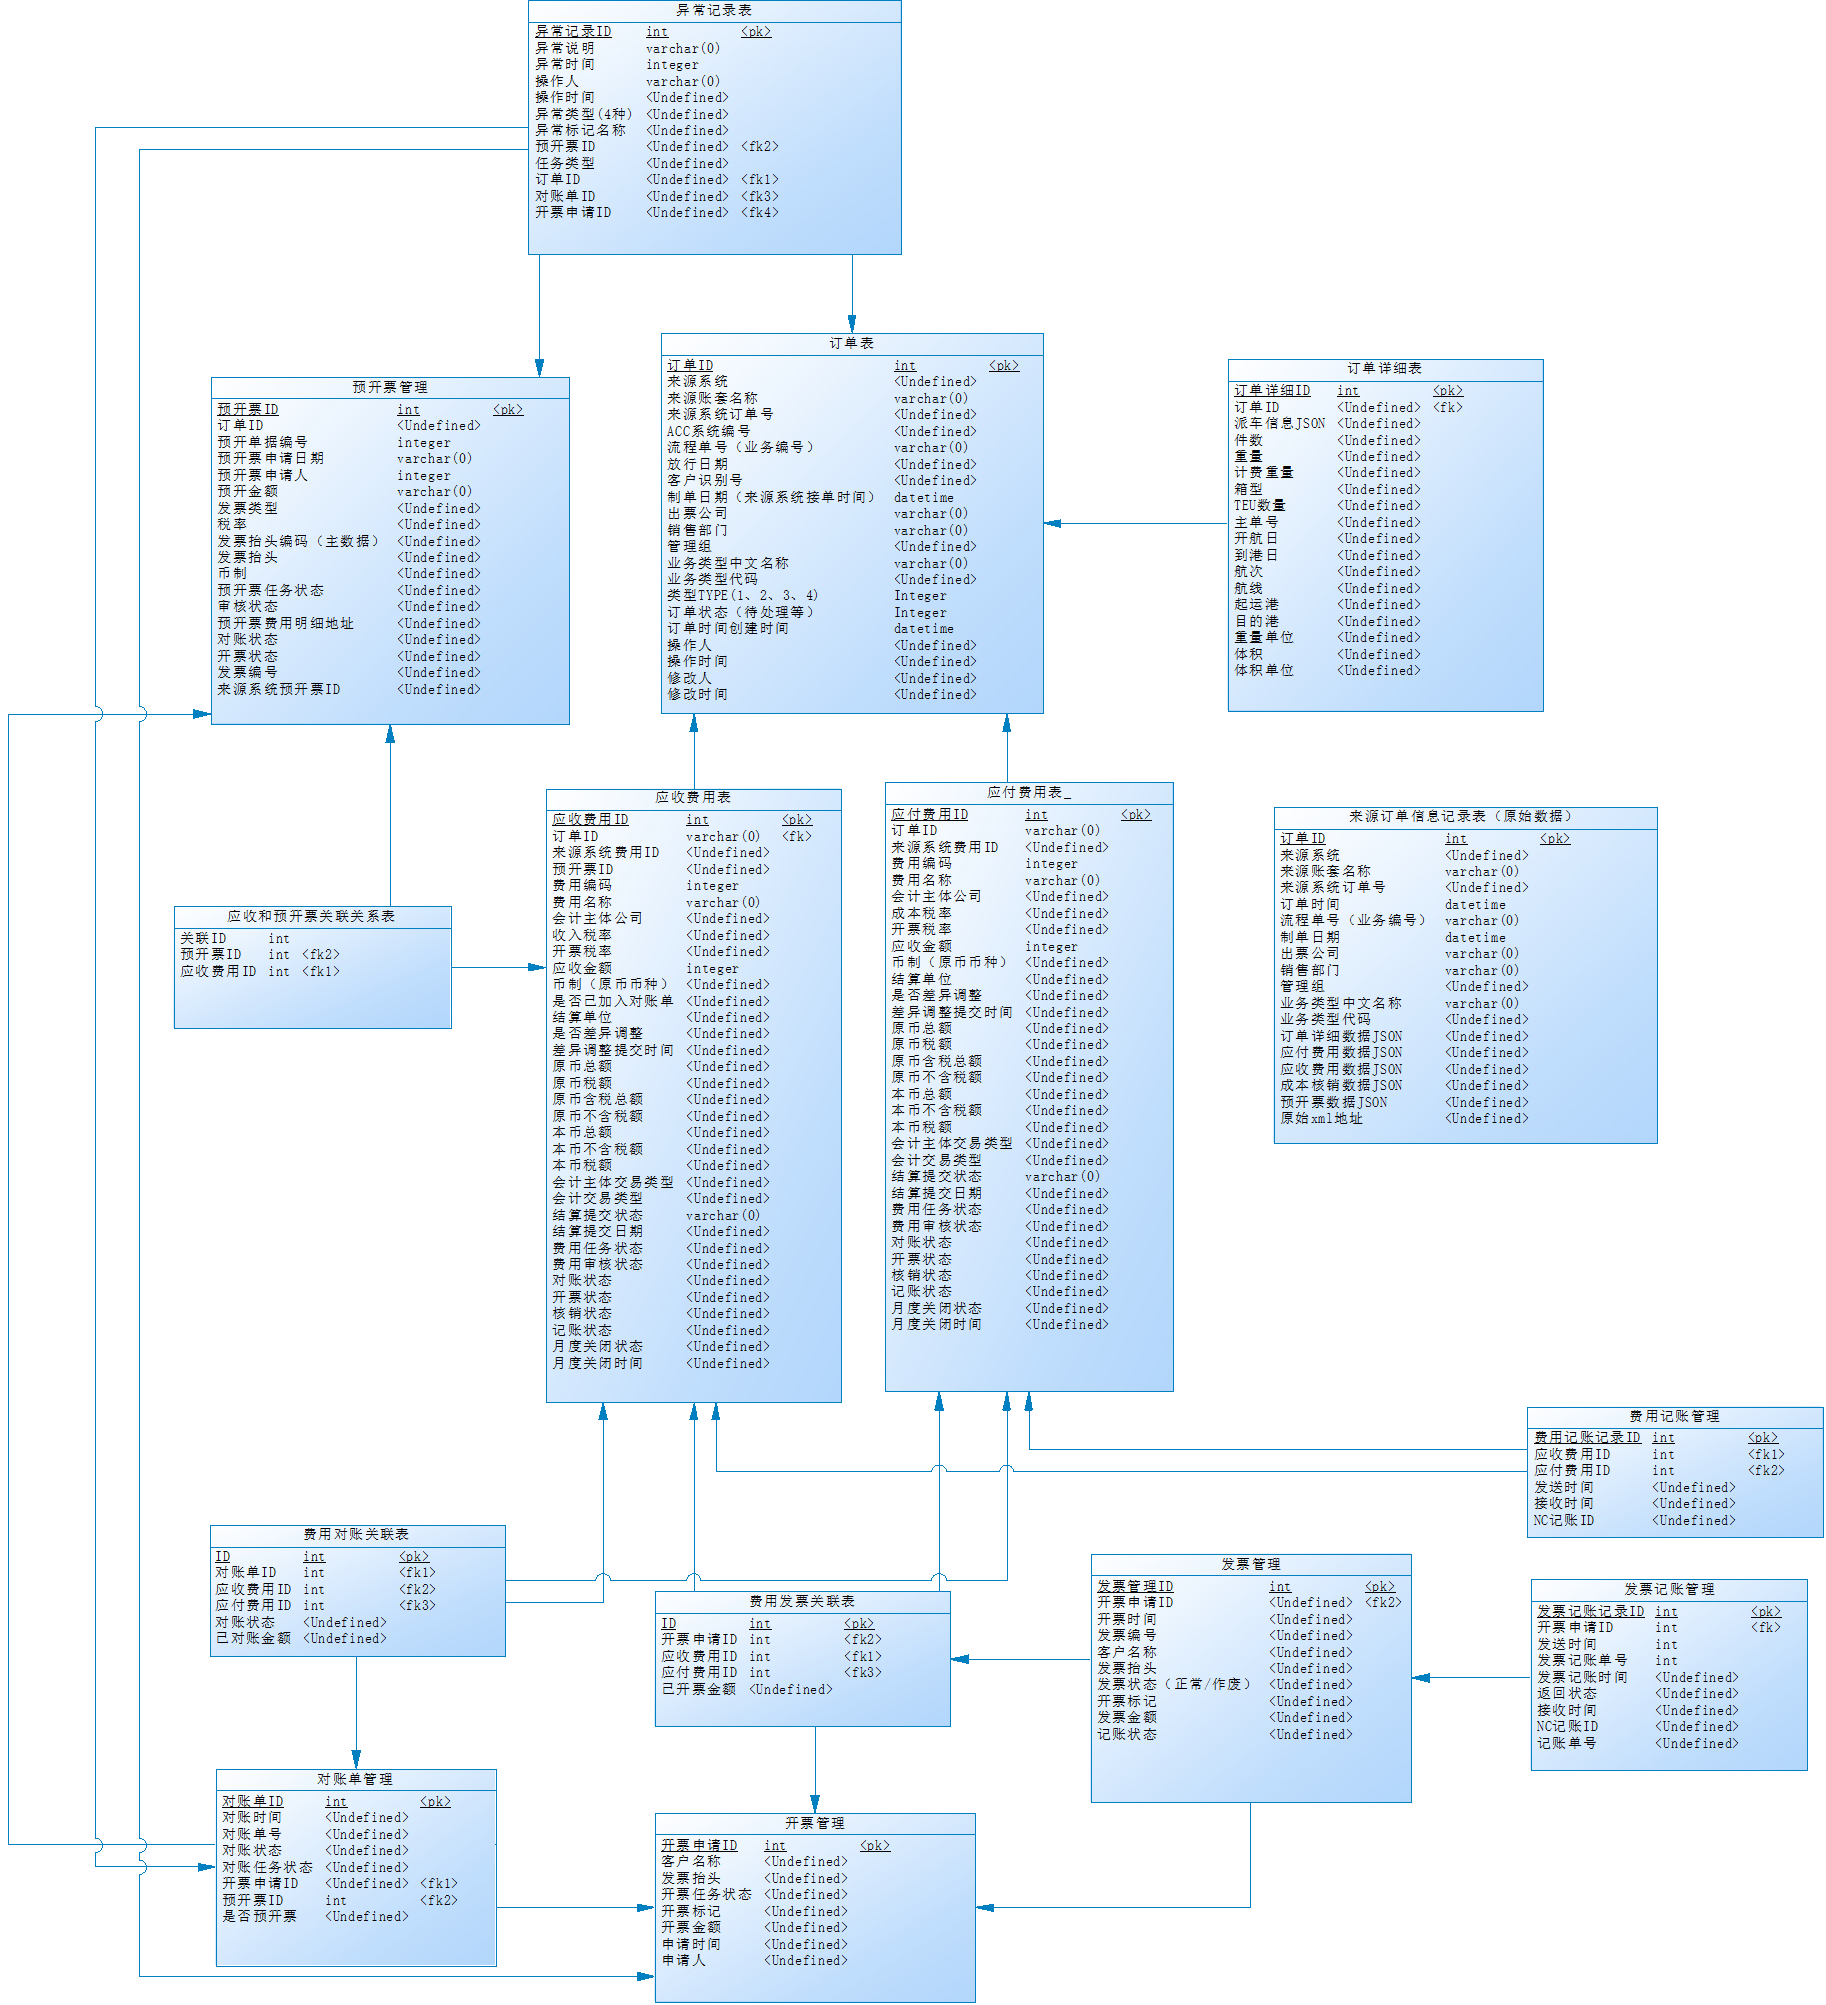 异常记录表
异常记录ID int <pk>
异常说明 varchar(0)
异常时间 integer
操作人 varchar(0)
操作时间 <Undefined>
异常类型(4种) <Undefined>
异常标记名称 <Undefined>
预开票ID <Undefined> <fk2>
任务类型 <Undefined>
订单ID <Undefined> <fk1>
对账单ID <Undefined> <fk3>
开票申请ID <Undefined> <fk4>
预开票管理
预开票ID int <pk>
订单ID <Undefined>
预开单据编号 integer
预开票申请日期 varchar(0)
预开票申请人 integer
预开金额 varchar(0)
发票类型 <Undefined>
税率 <Undefined>
发票抬头编码（主数据） <Undefined>
发票抬头 <Undefined>
币制 <Undefined>
预开票任务状态 <Undefined>
审核状态 <Undefined>
预开票费用明细地址 <Undefined>
对账状态 <Undefined>
开票状态 <Undefined>
发票编号 <Undefined>
来源系统预开票ID <Undefined>
订单表
订单ID int <pk>
来源系统 <Undefined>
来源账套名称 varchar(0)
来源系统订单号 <Undefined>
ACC系统编号 <Undefined>
流程单号（业务编号） varchar(0)
放行日期 <Undefined>
客户识别号 <Undefined>
制单日期（来源系统接单时间） datetime
出票公司 varchar(0)
销售部门 varchar(0)
管理组 <Undefined>
业务类型中文名称 varchar(0)
业务类型代码 <Undefined>
类型TYPE(1、2、3、4) Integer
订单状态（待处理等） Integer
订单时间创建时间 datetime
操作人 <Undefined>
操作时间 <Undefined>
修改人 <Undefined>
修改时间 <Undefined>
订单详细表
订单详细ID int <pk>
订单ID <Undefined> <fk>
派车信息JSON <Undefined>
件数 <Undefined>
重量 <Undefined>
计费重量 <Undefined>
箱型 <Undefined>
TEU数量 <Undefined>
主单号 <Undefined>
开航日 <Undefined>
到港日 <Undefined>
航次 <Undefined>
航线 <Undefined>
起运港 <Undefined>
目的港 <Undefined>
重量单位 <Undefined>
体积 <Undefined>
体积单位 <Undefined>
应收和预开票关联关系表
关联ID int
预开票ID int <fk2>
应收费用ID int <fk1>
应收费用表
应收费用ID int <pk>
订单ID varchar(0) <fk>
来源系统费用ID <Undefined>
预开票ID <Undefined>
费用编码 integer
费用名称 varchar(0)
会计主体公司 <Undefined>
收入税率 <Undefined>
开票税率 <Undefined>
应收金额 integer
币制（原币币种） <Undefined>
是否已加入对账单 <Undefined>
结算单位 <Undefined>
是否差异调整 <Undefined>
差异调整提交时间 <Undefined>
原币总额 <Undefined>
原币税额 <Undefined>
原币含税总额 <Undefined>
原币不含税额 <Undefined>
本币总额 <Undefined>
本币不含税额 <Undefined>
本币税额 <Undefined>
会计主体交易类型 <Undefined>
会计交易类型 <Undefined>
结算提交状态 varchar(0)
结算提交日期 <Undefined>
费用任务状态 <Undefined>
费用审核状态 <Undefined>
对账状态 <Undefined>
开票状态 <Undefined>
核销状态 <Undefined>
记账状态 <Undefined>
月度关闭状态 <Undefined>
月度关闭时间 <Undefined>
应付费用表_
应付费用ID int <pk>
订单ID varchar(0)
来源系统费用ID <Undefined>
费用编码 integer
费用名称 varchar(0)
会计主体公司 <Undefined>
成本税率 <Undefined>
开票税率 <Undefined>
应收金额 integer
币制（原币币种） <Undefined>
结算单位 <Undefined>
是否差异调整 <Undefined>
差异调整提交时间 <Undefined>
原币总额 <Undefined>
原币税额 <Undefined>
原币含税总额 <Undefined>
原币不含税额 <Undefined>
本币总额 <Undefined>
本币不含税额 <Undefined>
本币税额 <Undefined>
会计主体交易类型 <Undefined>
会计交易类型 <Undefined>
结算提交状态 varchar(0)
结算提交日期 <Undefined>
费用任务状态 <Undefined>
费用审核状态 <Undefined>
对账状态 <Undefined>
开票状态 <Undefined>
核销状态 <Undefined>
记账状态 <Undefined>
月度关闭状态 <Undefined>
月度关闭时间 <Undefined>
来源订单信息记录表（原始数据）
订单ID int <pk>
来源系统 <Undefined>
来源账套名称 varchar(0)
来源系统订单号 <Undefined>
订单时间 datetime
流程单号（业务编号） varchar(0)
制单日期 datetime
出票公司 varchar(0)
销售部门 varchar(0)
管理组 <Undefined>
业务类型中文名称 varchar(0)
业务类型代码 <Undefined>
订单详细数据JSON <Undefined>
应付费用数据JSON <Undefined>
应收费用数据JSON <Undefined>
成本核销数据JSON <Undefined>
预开票数据JSON <Undefined>
原始xml地址 <Undefined>
费用记账管理
费用记账记录ID int <pk>
应收费用ID int <fk1>
应付费用ID int <fk2>
发送时间 <Undefined>
接收时间 <Undefined>
NC记账ID <Undefined>
费用对账关联表
ID int <pk>
对账单ID int <fk1>
应收费用ID int <fk2>
应付费用ID int <fk3>
对账状态 <Undefined>
已对账金额 <Undefined>
费用发票关联表
ID int <pk>
开票申请ID int <fk2>
应收费用ID int <fk1>
应付费用ID int <fk3>
已开票金额 <Undefined>
发票管理
发票管理ID int <pk>
开票申请ID <Undefined> <fk2>
开票时间 <Undefined>
发票编号 <Undefined>
客户名称 <Undefined>
发票抬头 <Undefined>
发票状态（正常/作废） <Undefined>
开票标记 <Undefined>
发票金额 <Undefined>
记账状态 <Undefined>
发票记账管理
发票记账记录ID int <pk>
开票申请ID int <fk>
发送时间 int
发票记账单号 int
发票记账时间 <Undefined>
返回状态 <Undefined>
接收时间 <Undefined>
NC记账ID <Undefined>
记账单号 <Undefined>
对账单管理
对账单ID int <pk>
对账时间 <Undefined>
对账单号 <Undefined>
对账状态 <Undefined>
对账任务状态 <Undefined>
开票申请ID <Undefined> <fk1>
预开票ID int <fk2>
是否预开票 <Undefined>
开票管理
开票申请ID int <pk>
客户名称 <Undefined>
发票抬头 <Undefined>
开票任务状态 <Undefined>
开票标记 <Undefined>
开票金额 <Undefined>
申请时间 <Undefined>
申请人 <Undefined>